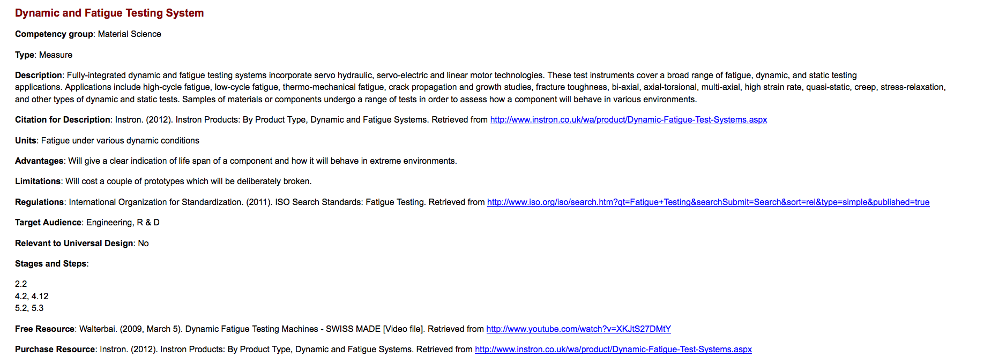 Dynamic and Fatigue Testing System
Competency group: Material Science
Type: Measure
Description: Fully-integrated dynamic and fatigue testing systems incorporate servo hydraulic, servo-electric and linear motor technologies. These test instruments cover a broad range of fatigue, dynamic, and static testing
applications. Applications include high-cycle fatigue, low-cycle fatigue, thermo-mechanical fatigue, crack propagation and growth studies, fracture toughness, bi-axial, axial-torsional, multi-axial, high strain rate, quasi-static, creep, stress-relaxation,
and other types of dynamic and static tests. Samples of materials or components undergo a range of tests in order to assess how a component will behave in various environments.
Citation for Description: Instron. (2012). Instron Products: By Product Type, Dynamic and Fatigue Systems. Retrieved from http://www.instron.co.uk/wa/product/Dynamic-Fatigue-Test-Systems.aspx
Units: Fatigue under various dynamic conditions
Advantages: Will give a clear indication of life span of a component and how it will behave in extreme environments.
Limitations: Will cost a couple of prototypes which will be deliberately broken.
Regulations: International Organization for Standardization. (2011). ISO Search Standards: Fatigue Testing. Retrieved from http://www.iso.org/iso/search.htm?qt=Fatigue+Testing&searchSubmit=Search&sort=rel&type=simple&published=true
Target Audience: Engineering, R & D
Relevant to Universal Design: No
Stages and Steps:
2.2
4.2, 4.12
5.2, 5.3
Free Resource: Walterbai. (2009, March 5). Dynamic Fatigue Testing Machines - SWISS MADE [Video file]. Retrieved from http://www.youtube.com/watch?v=XKJtS27DMtY
Purchase Resource: Instron. (2012). Instron Products: By Product Type, Dynamic and Fatigue Systems. Retrieved from http://www.instron.co.uk/wa/product/Dynamic-Fatigue-Test-Systems.aspx